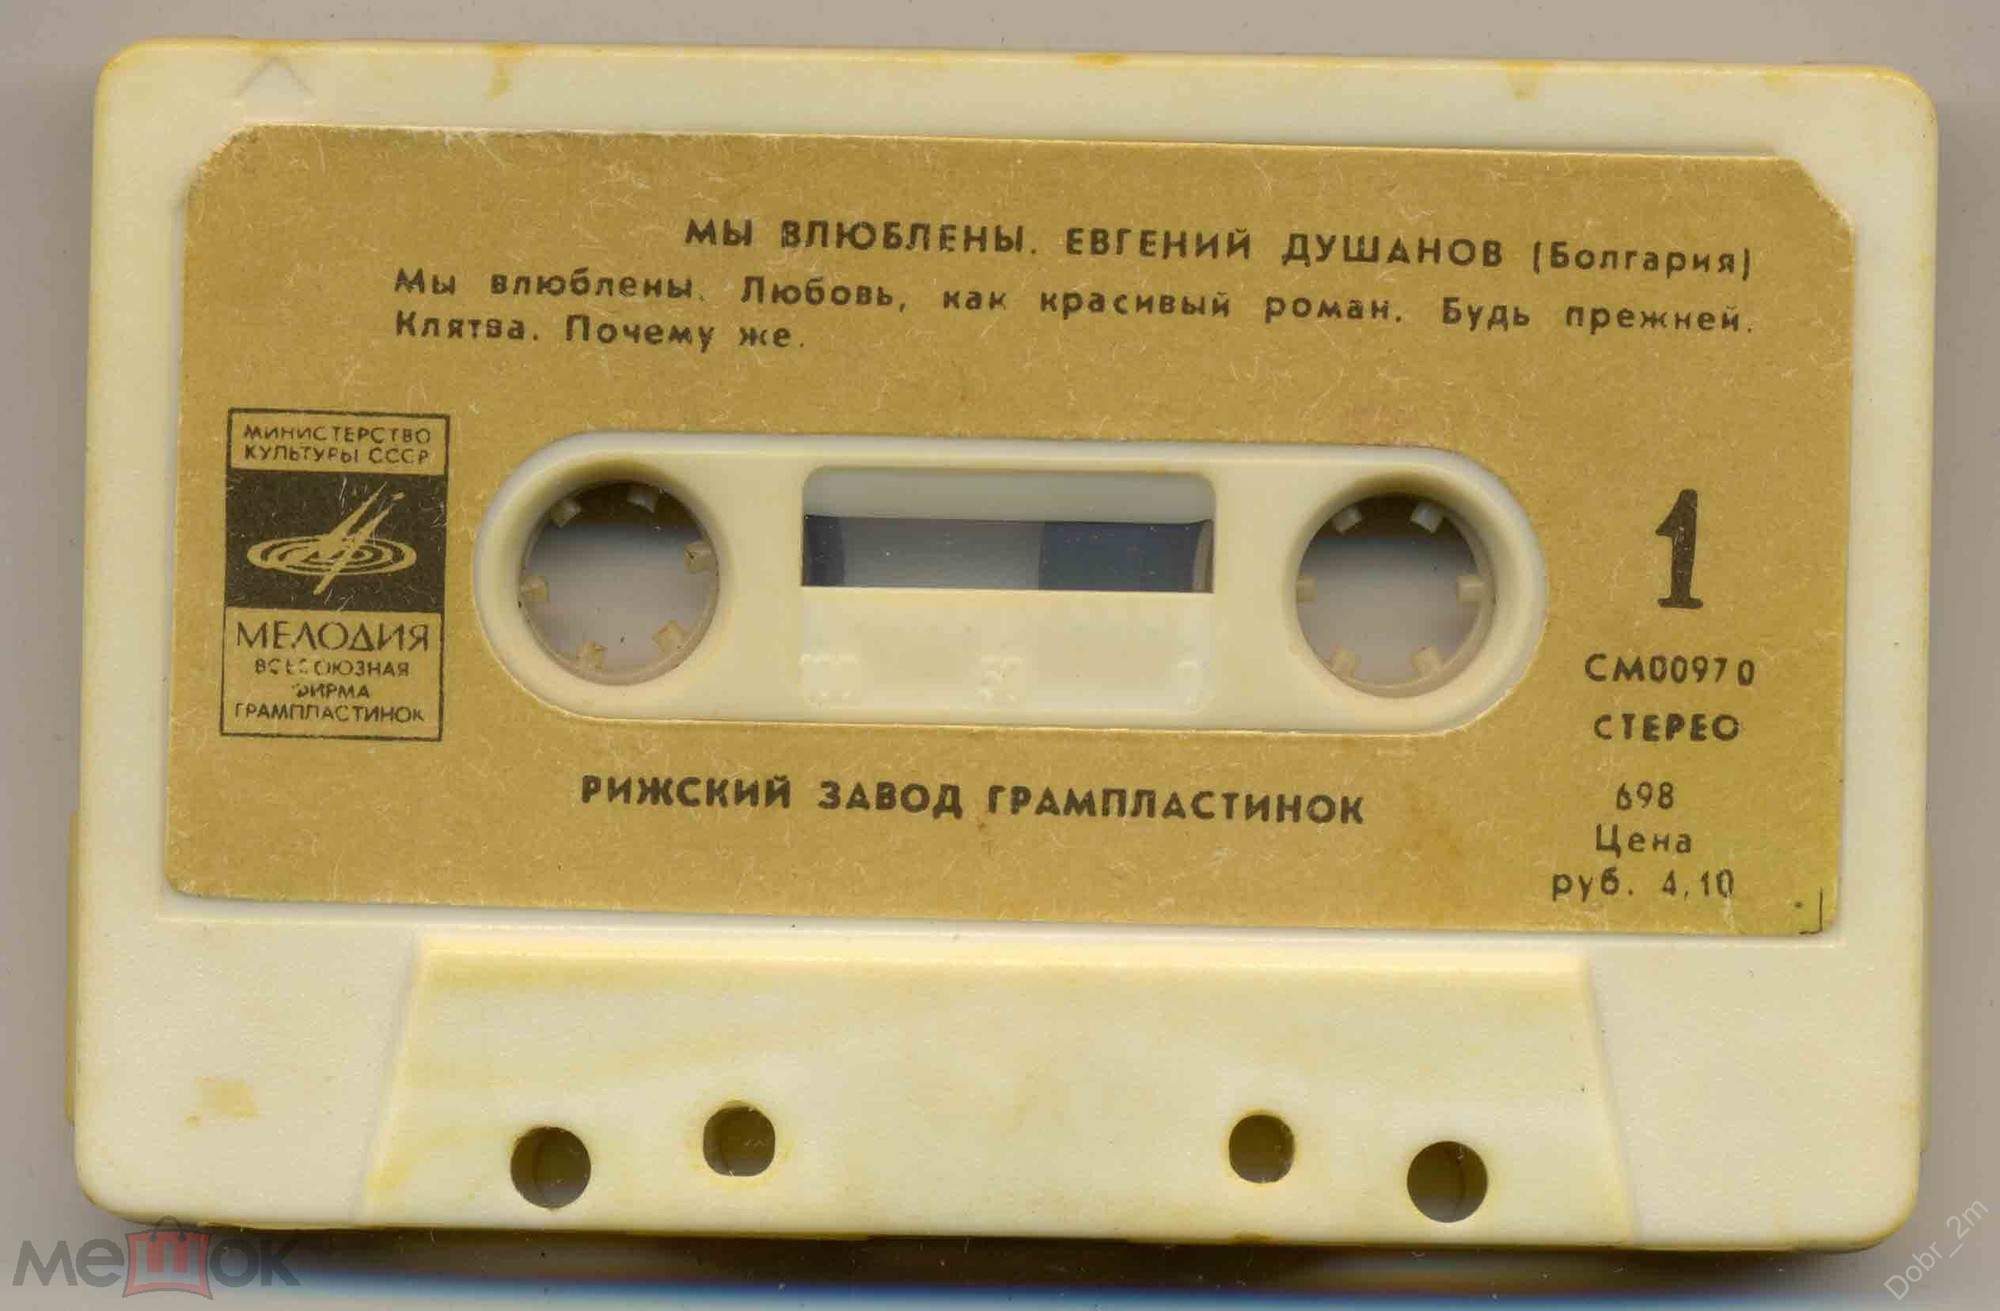 МЫ ВЛЮБЛЕНЫ. ЕВГЕНИЙ ДУШАНОВ (Болгария)
Мы влюблены. Любовь, как красивый роман. Будь прежней.
Клятва. Почему же.
МИНИСТЕРСТВО
КУЛЬТУРЫ СССР
МЕЛОДИЯ
ВСЕСОЮЗНАЯ
ФИРМА
ГРАМПЛАСТИНОК
1
СМ00970
СТЕРЕО
РИЖСКИЙ ЗАВОД ГРАМПЛАСТИНОК
698
Цена
руб. 4,10
мешок
Dobr_2m